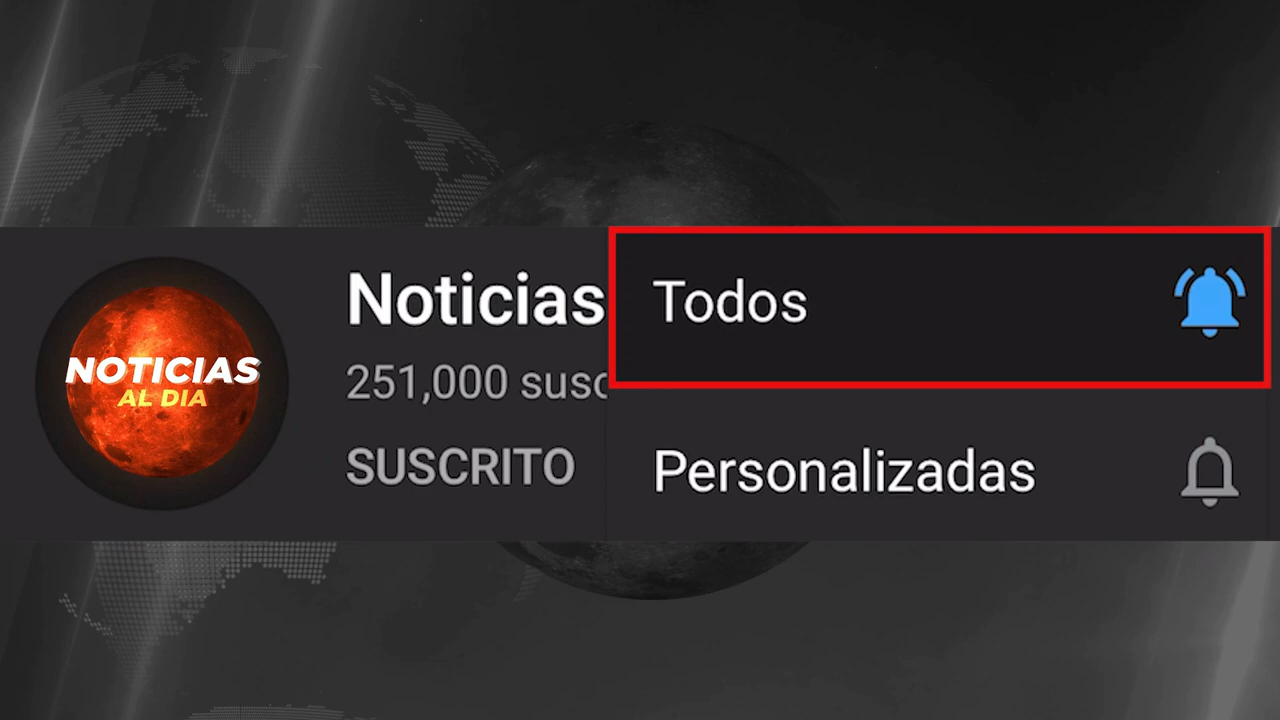 NOTICIAS
AL DIA
Noticias
251,000 susc
SUSCRITO
Todos
Personalizadas